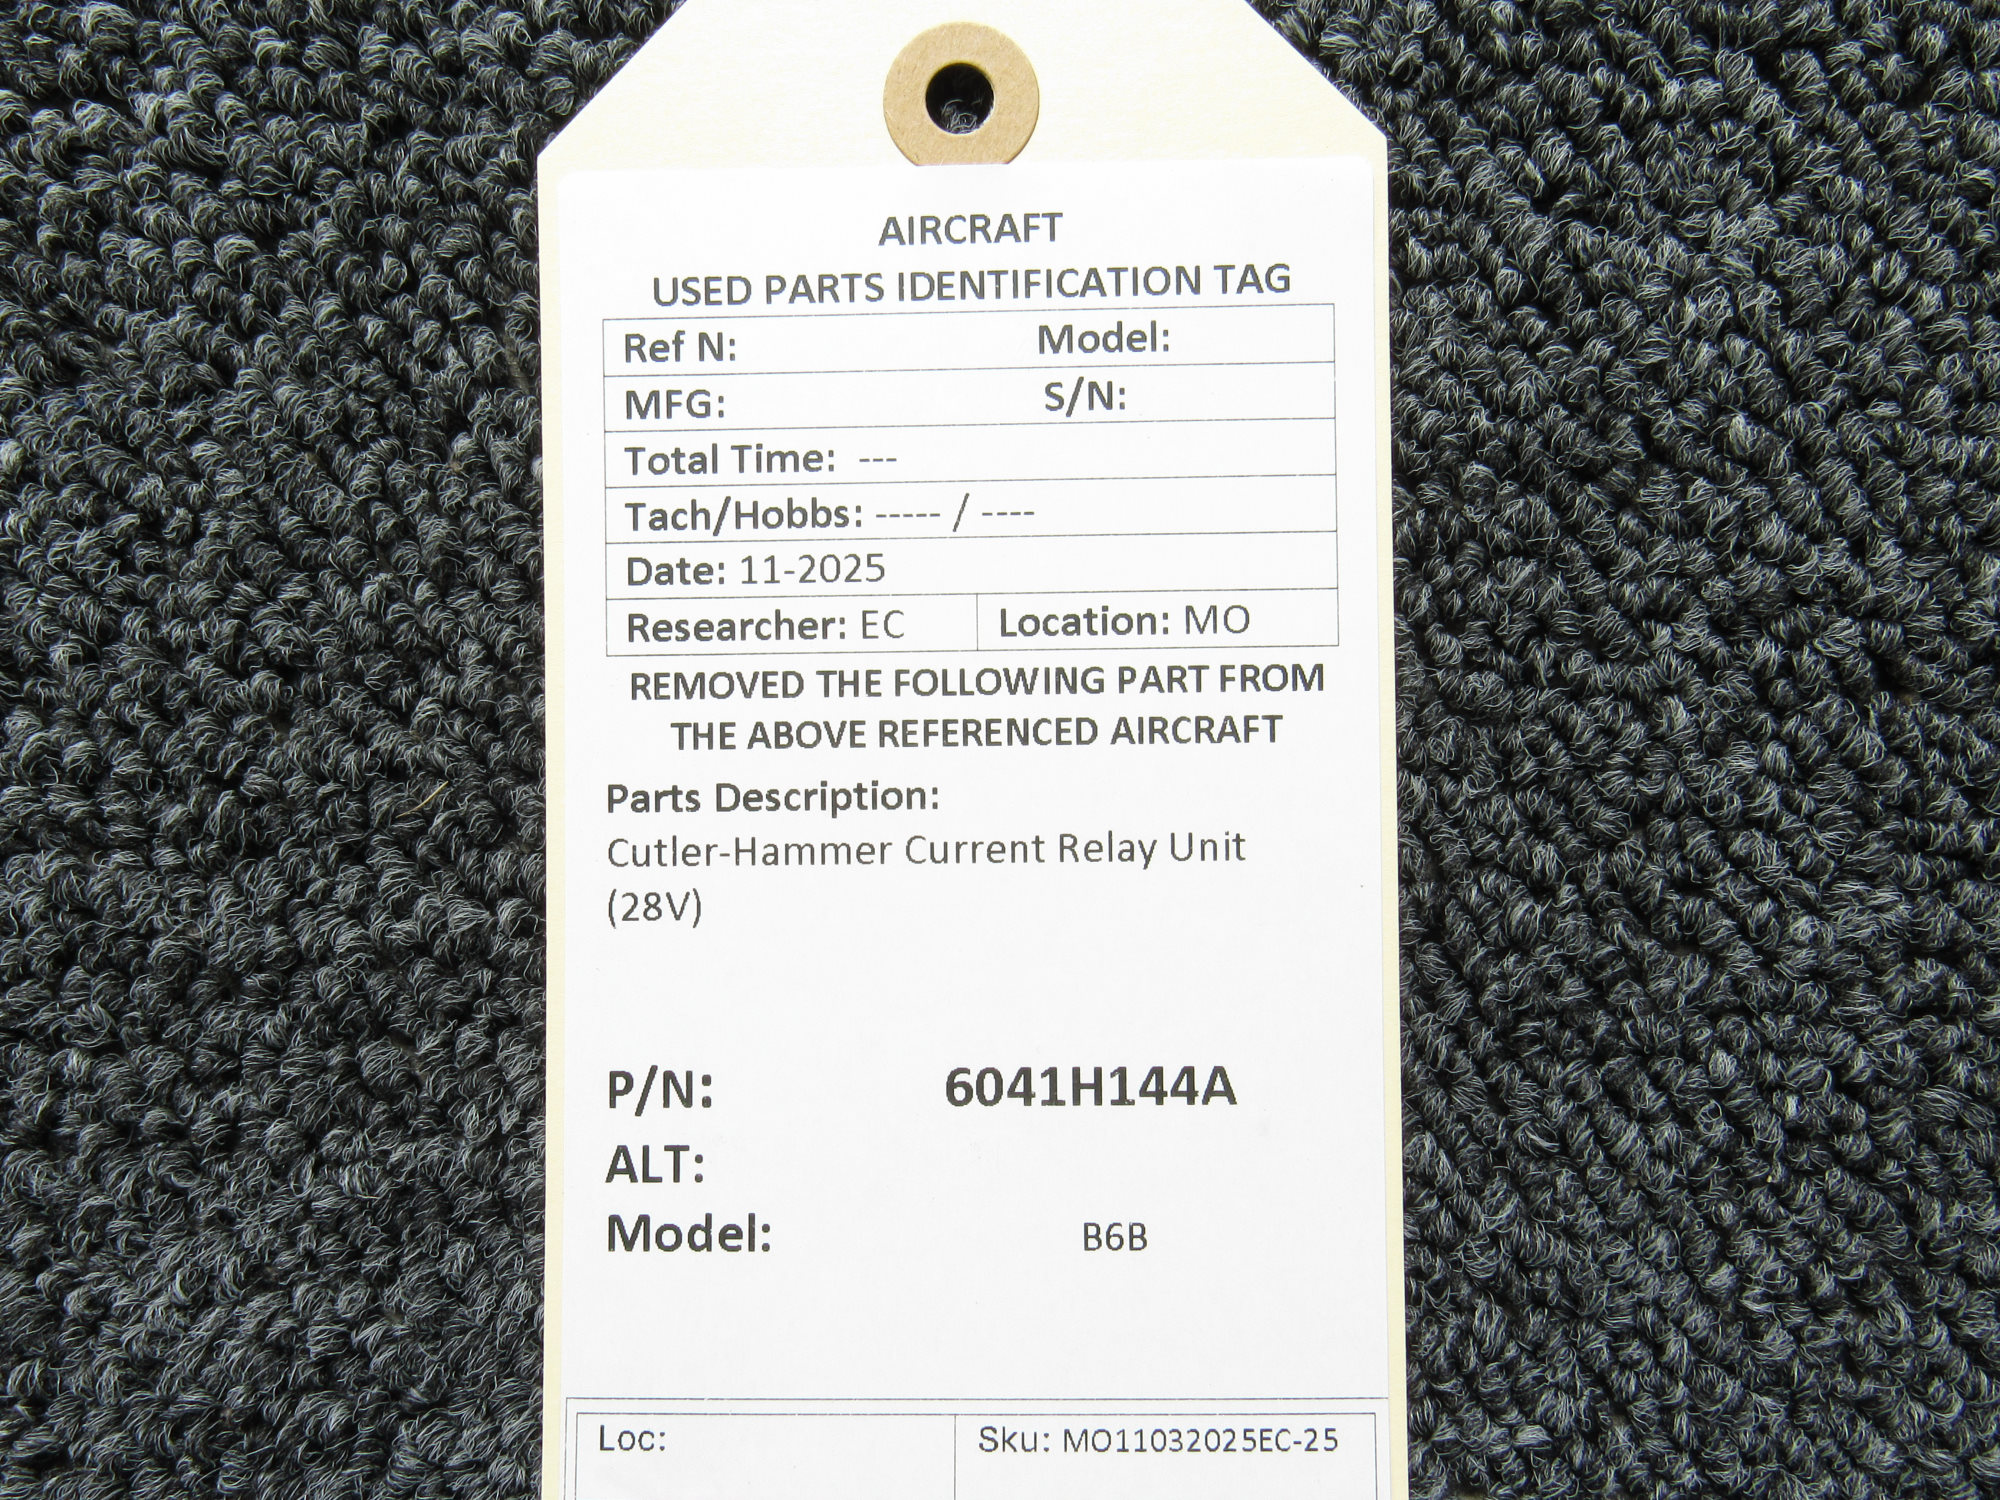 AIRCRAFT
USED PARTS IDENTIFICATION TAG
Ref N: Model:
MFG: S/N:
Total Time: ---
Tach/Hobbs: ----- / ----
Date: 11-2025
Researcher: EC Location: MO
REMOVED THE FOLLOWING PART FROM
THE ABOVE REFERENCED AIRCRAFT
Parts Description:
Cutler-Hammer Current Relay Unit
(28V)
P/N: 6041H144A
ALT:
Model: B6B
Loc: Sku: MO11032025EC-25